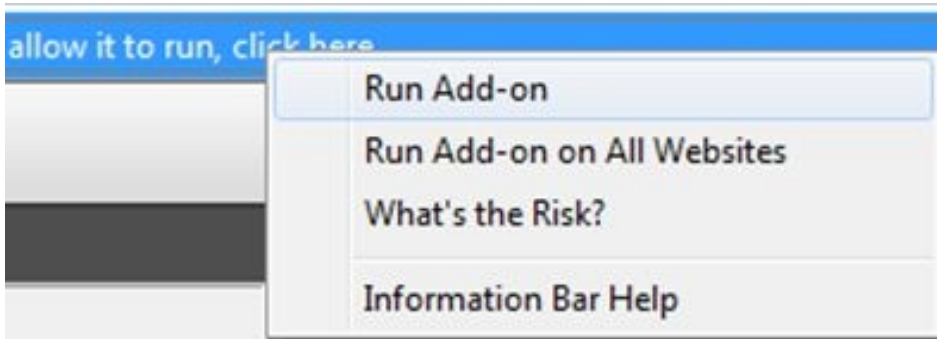 allow it to run, click here
Run Add-on
Run Add-on on All Websites
What's the Risk?
Information Bar Help